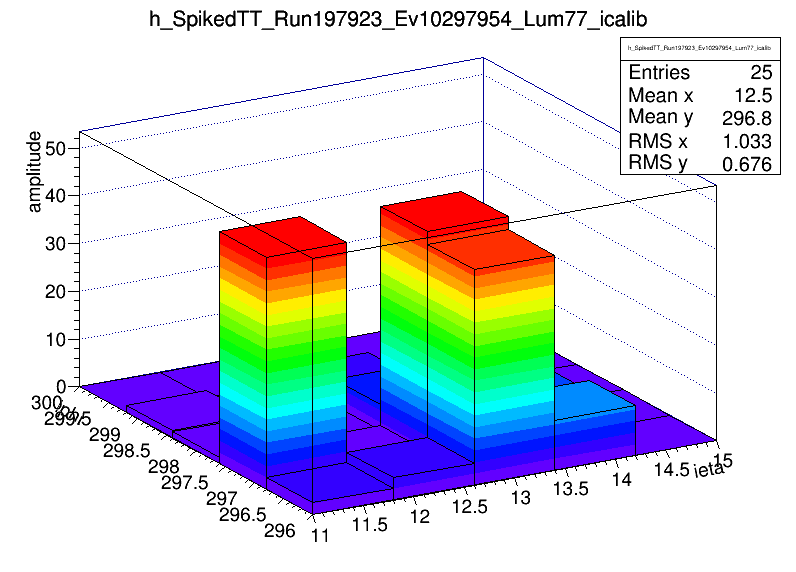 h_SpikedTT_Run197923_Ev10297954_Lum77_icalib
h_SpikedTT_Run197923_Ev10297954_Lum77_icalib
Entries 25
Mean x 12.5
Mean y 296.8
RMS x 1.033
RMS y 0.676
amplitude
50
40
30
20
10
0
300
299.5
299
298.5
298
297.5
297
296.5
296
11
11.5
12
12.5
13
13.5
14
14.5
15
ieta